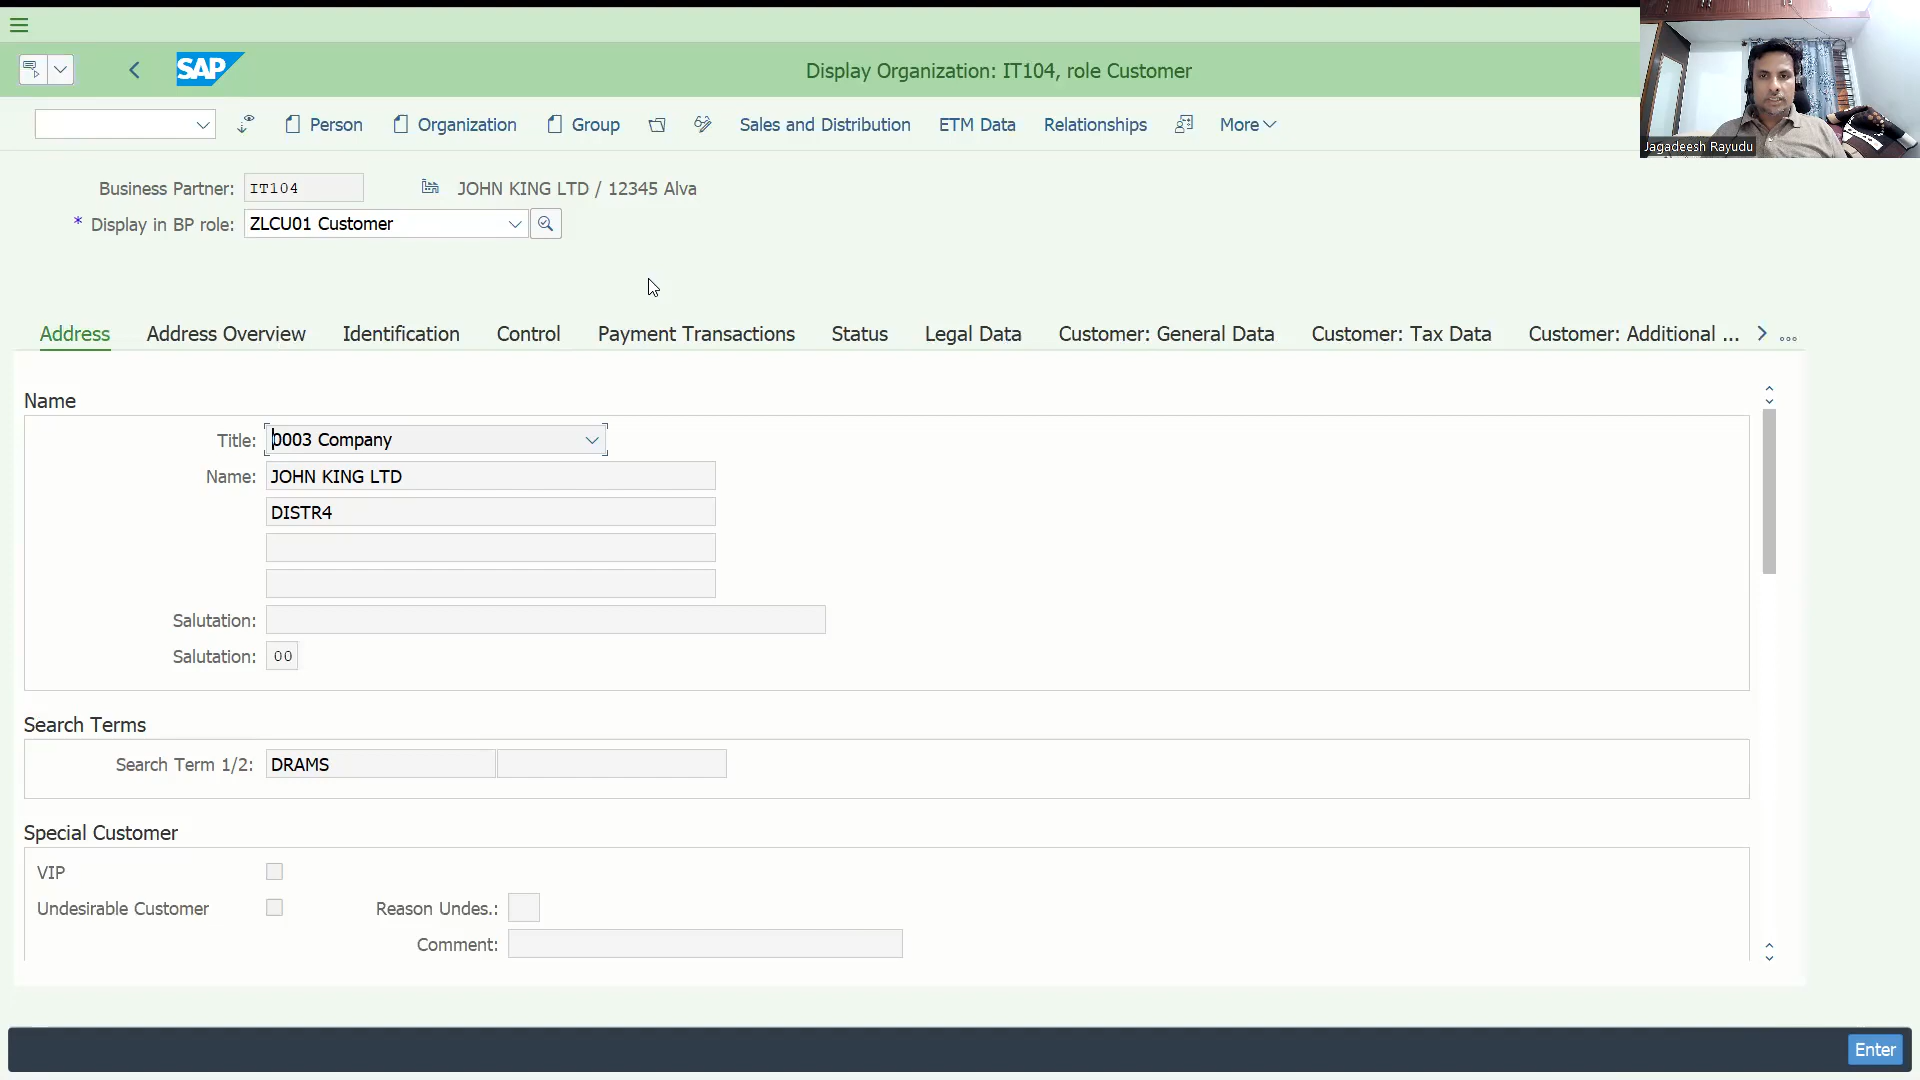 SAP
Display Organization: IT104, role Customer
Jagadeesh Rayudu
Person Organization Group Sales and Distribution ETM Data Relationships More
Business Partner: IT104 JOHN KING LTD / 12345 Alva
* Display in BP role: ZLCU01 Customer
Address Address Overview Identification Control Payment Transactions Status Legal Data Customer: General Data Customer: Tax Data Customer: Additional ... ...
Name
Title: 0003 Company
Name: JOHN KING LTD
DISTR4
Salutation:
Salutation: 00
Search Terms
Search Term 1/2: DRAMS
Special Customer
VIP
Undesirable Customer Reason Undes.:
Comment:
Enter